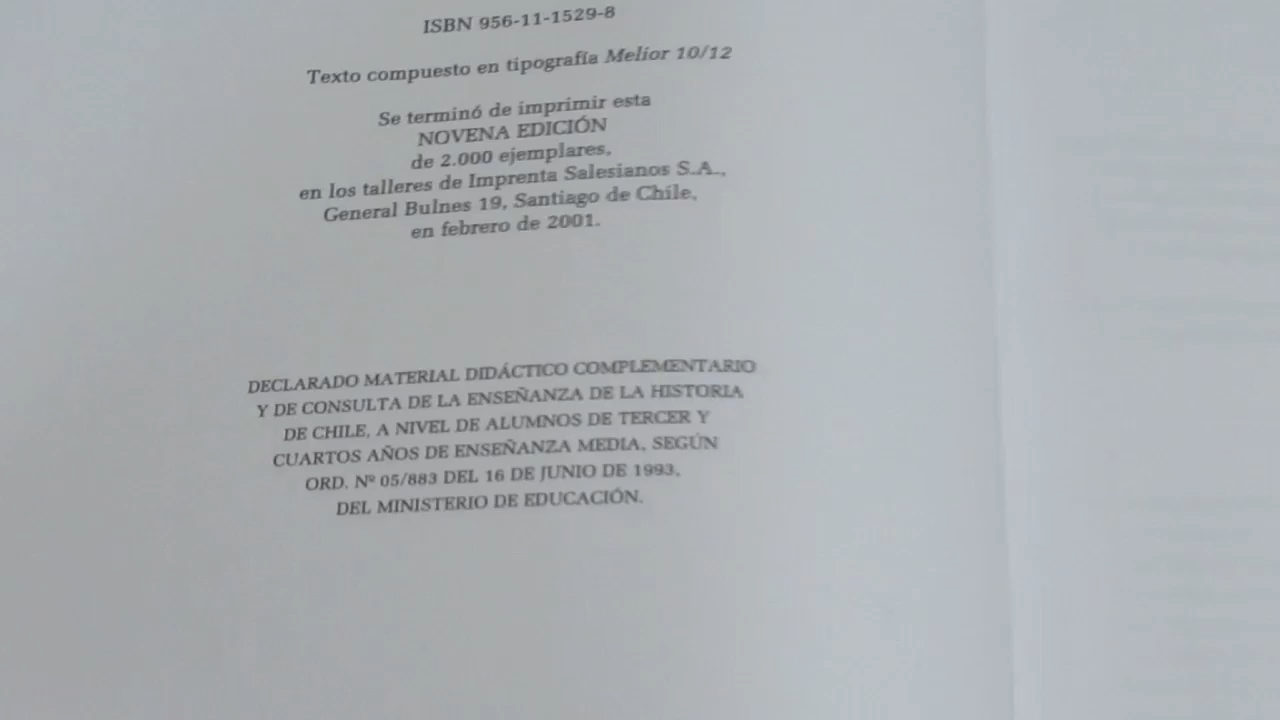 ISBN 956-11-1529-8
Texto compuesto en tipografía Melior 10/12
Se terminó de imprimir esta
NOVENA EDICIÓN
de 2.000 ejemplares,
en los talleres de Imprenta Salesianos S.A.,
General Bulnes 19, Santiago de Chile,
en febrero de 2001.
DECLARADO MATERIAL DIDÁCTICO COMPLEMENTARIO
Y DE CONSULTA DE LA ENSEÑANZA DE LA HISTORIA
DE CHILE, A NIVEL DE ALUMNOS DE TERCER Y
CUARTOS AÑOS DE ENSEÑANZA MEDIA, SEGÚN
ORD. Nº 05/883 DEL 16 DE JUNIO DE 1993,
DEL MINISTERIO DE EDUCACIÓN.